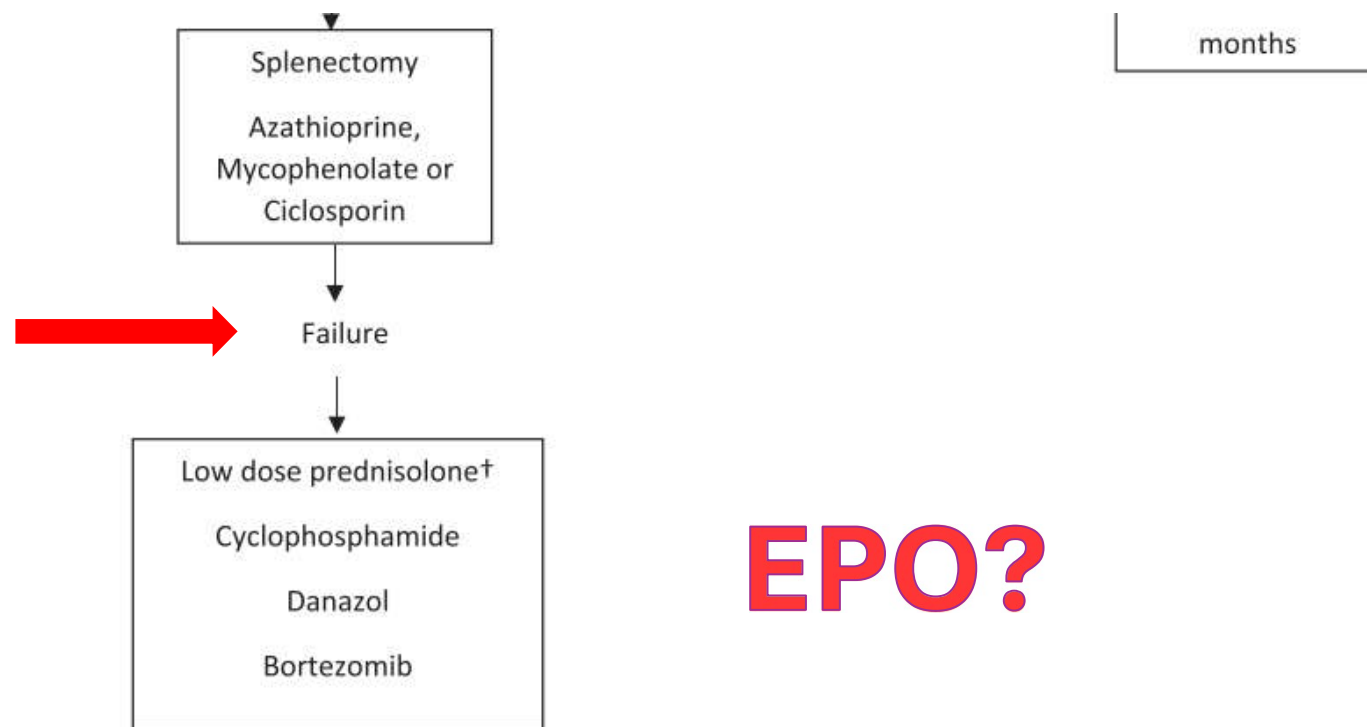 months
Splenectomy
Azathioprine,
Mycophenolate or
Ciclosporin
Failure
Low dose prednisolone†
Cyclophosphamide
Danazol
Bortezomib
EPO?